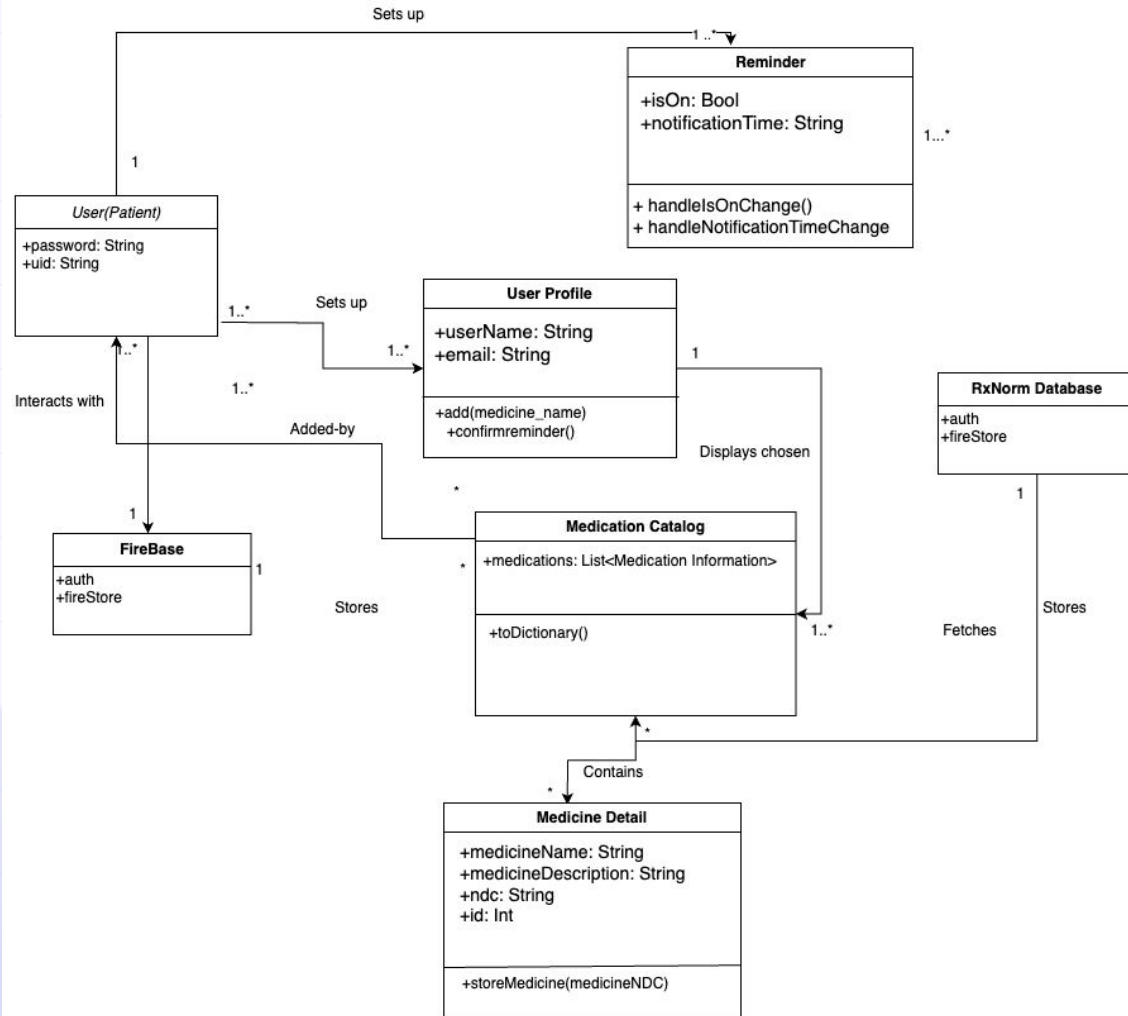 Sets up
1 ..*
Reminder
+isOn: Bool
+notificationTime: String
1...*
+ handleIsOnChange()
+ handleNotificationTimeChange
1
User(Patient)
+password: String
+uid: String
1..*
Sets up
1..*
User Profile
+userName: String
+email: String
+add(medicine_name)
+confirmreminder()
1
1..*
Interacts with
1..*
Added-by
Displays chosen
RxNorm Database
+auth
+fireStore
1
*
1
FireBase
+auth
+fireStore
1
Stores
*
Medication Catalog
+medications: List<Medication Information>
+toDictionary()
1..*
Fetches
Stores
*
Contains
*
Medicine Detail
+medicineName: String
+medicineDescription: String
+ndc: String
+id: Int
+storeMedicine(medicineNDC)